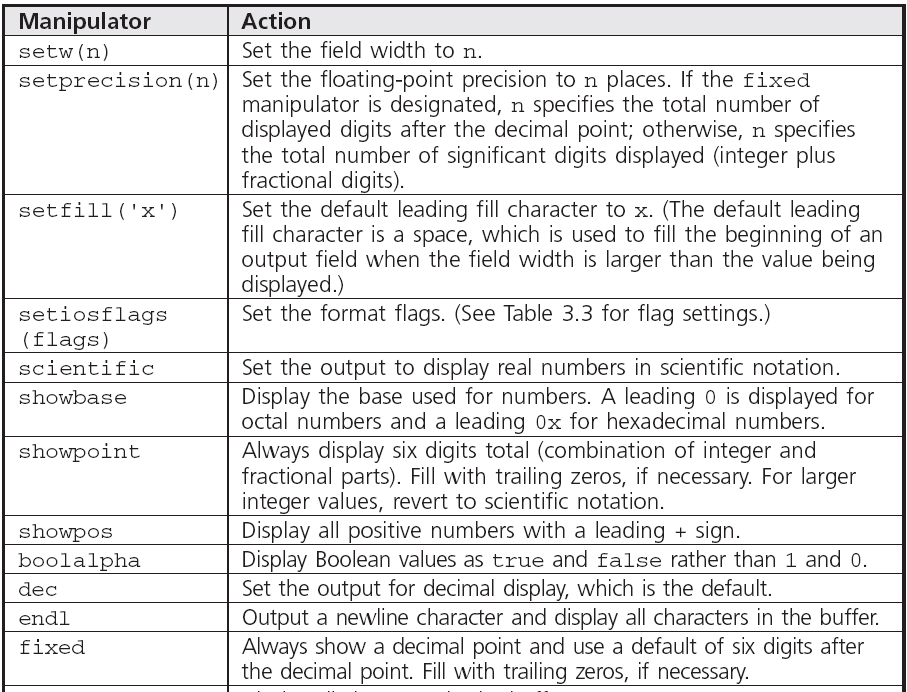 Manipulator Action
setw(n) Set the field width to n.
setprecision(n) Set the floating-point precision to n places. If the fixed
manipulator is designated, n specifies the total number of
displayed digits after the decimal point; otherwise, n specifies
the total number of significant digits displayed (integer plus
fractional digits).
setfill('x') Set the default leading fill character to x. (The default leading
fill character is a space, which is used to fill the beginning of an
output field when the field width is larger than the value being
displayed.)
setiosflags Set the format flags. (See Table 3.3 for flag settings.)
(flags)
scientific Set the output to display real numbers in scientific notation.
showbase Display the base used for numbers. A leading 0 is displayed for
octal numbers and a leading 0x for hexadecimal numbers.
showpoint Always display six digits total (combination of integer and
fractional parts). Fill with trailing zeros, if necessary. For larger
integer values, revert to scientific notation.
showpos Display all positive numbers with a leading + sign.
boolalpha Display Boolean values as true and false rather than 1 and 0.
dec Set the output for decimal display, which is the default.
endl Output a newline character and display all characters in the buffer.
fixed Always show a decimal point and use a default of six digits after
the decimal point. Fill with trailing zeros, if necessary.